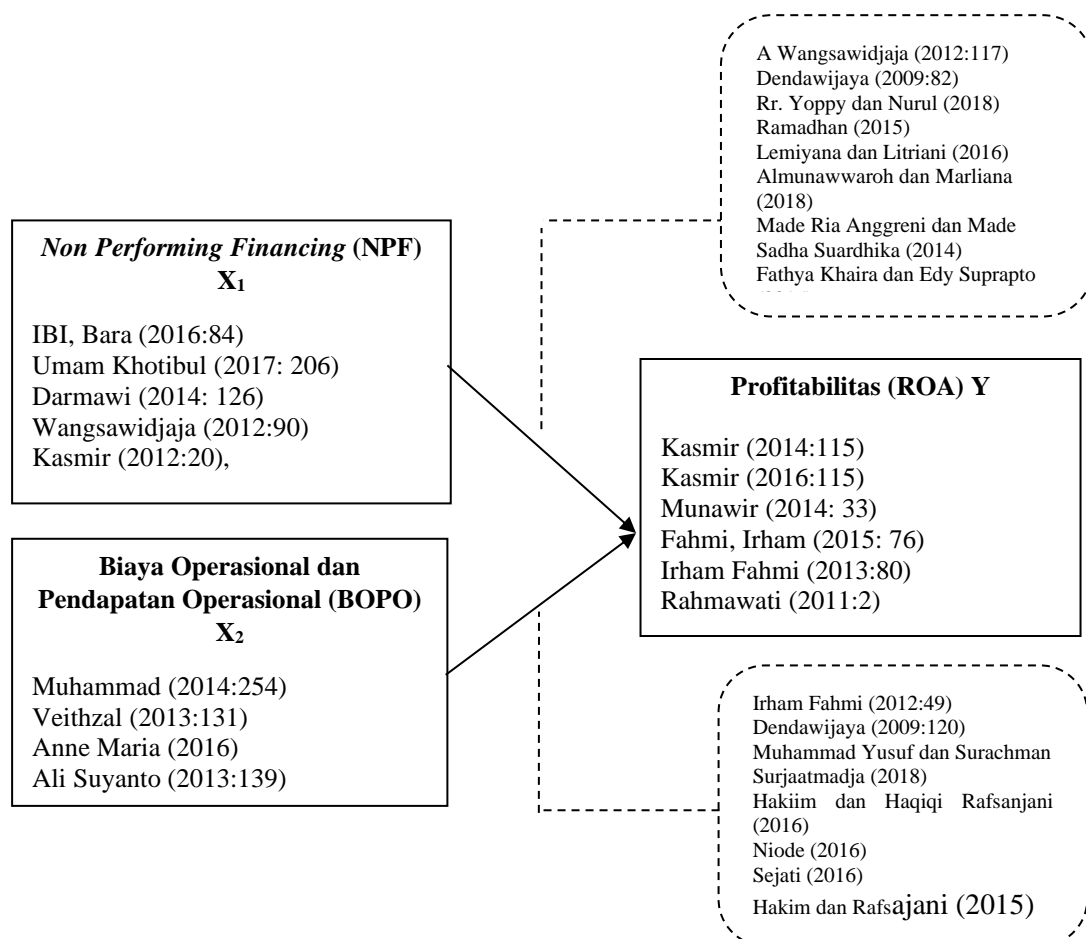 A Wangsawidjaja (2012:117)
Dendawijaya (2009:82)
Rr. Yoppy dan Nurul (2018)
Ramadhan (2015)
Lemiyana dan Litriani (2016)
Almunawwaroh dan Marliana
(2018)
Made Ria Anggreni dan Made
Sadha Suardhika (2014)
Fathya Khaira dan Edy Suprapto
Non Performing Financing (NPF)
X₁
IBI, Bara (2016:84)
Umam Khotibul (2017: 206)
Darmawi (2014: 126)
Wangsawidjaja (2012:90)
Kasmir (2012:20),
Profitabilitas (ROA) Y
Kasmir (2014:115)
Kasmir (2016:115)
Munawir (2014: 33)
Fahmi, Irham (2015: 76)
Irham Fahmi (2013:80)
Rahmawati (2011:2)
Biaya Operasional dan
Pendapatan Operasional (BOPO)
X₂
Muhammad (2014:254)
Veithzal (2013:131)
Anne Maria (2016)
Ali Suyanto (2013:139)
Irham Fahmi (2012:49)
Dendawijaya (2009:120)
Muhammad Yusuf dan Surachman
Surjaatmadja (2018)
Hakiim dan Haqiqi Rafsanjani
(2016)
Niode (2016)
Sejati (2016)
Hakim dan Rafsajani (2015)